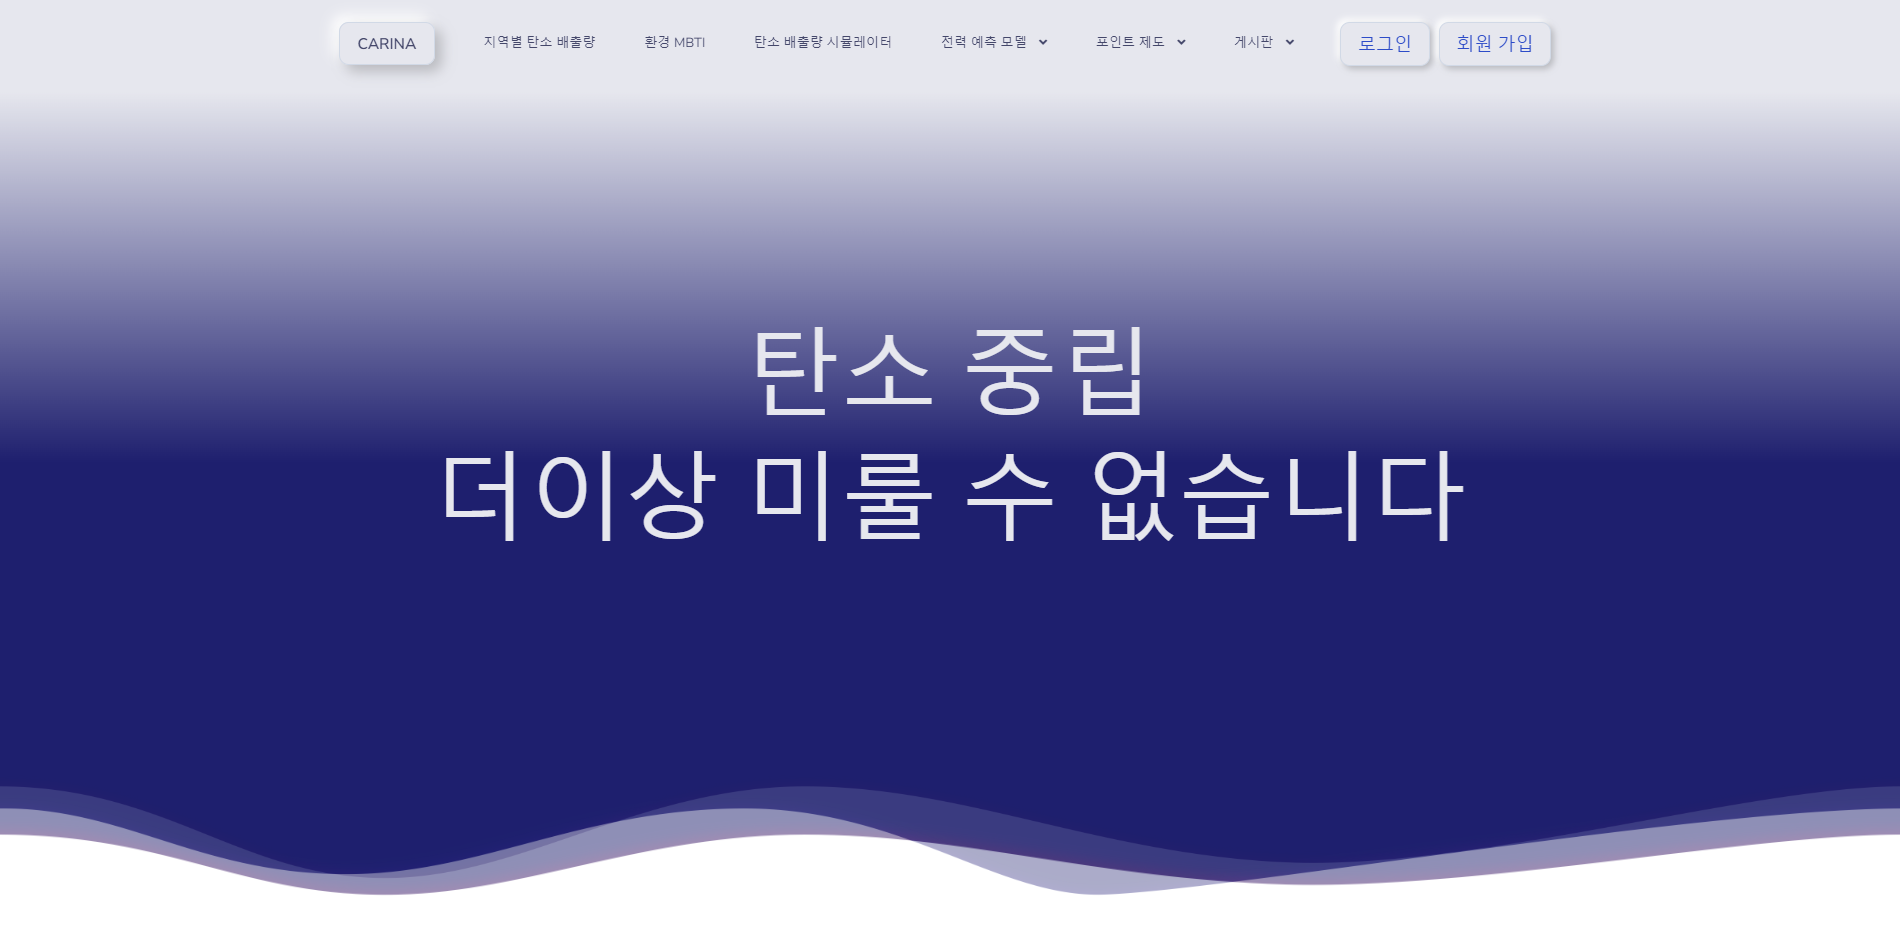 CARINA
지역별 탄소 배출량
환경 MBTI
탄소 배출량 시뮬레이터
전력 예측 모델
포인트 제도
게시판
로그인
회원 가입
탄소 중립
더이상 미룰 수 없습니다